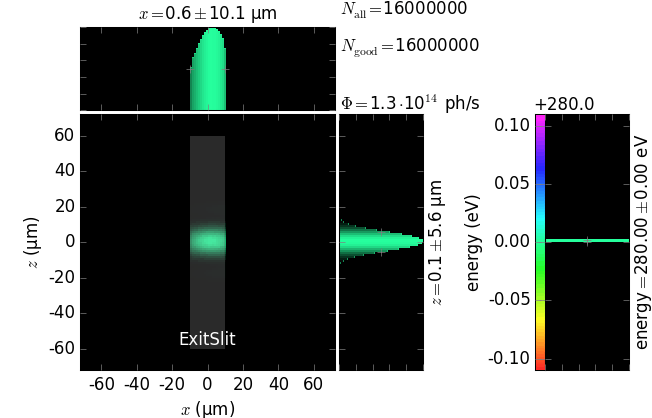 x = 0.6 ± 10.1 μm
N_all = 16000000
N_good = 16000000
Φ = 1.3 · 10^14 ph/s
+280.0
60
40
20
0
-20
-40
-60
z (μm)
ExitSlit
-60 -40 -20 0 20 40 60
x (μm)
z = 0.1 ± 5.6 μm
energy (eV)
0.10
0.05
0.00
-0.05
-0.10
energy = 280.00 ± 0.00 eV